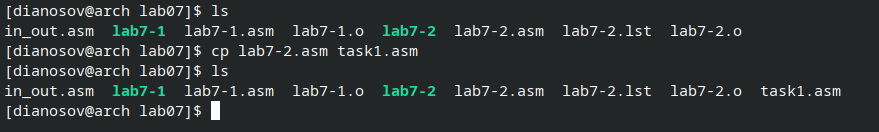 [dianosov@arch lab07]$ ls
in_out.asm  lab7-1  lab7-1.asm  lab7-1.o  lab7-2  lab7-2.asm  lab7-2.lst  lab7-2.o
[dianosov@arch lab07]$ cp lab7-2.asm task1.asm
[dianosov@arch lab07]$ ls
in_out.asm  lab7-1  lab7-1.asm  lab7-1.o  lab7-2  lab7-2.asm  lab7-2.lst  lab7-2.o  task1.asm
[dianosov@arch lab07]$